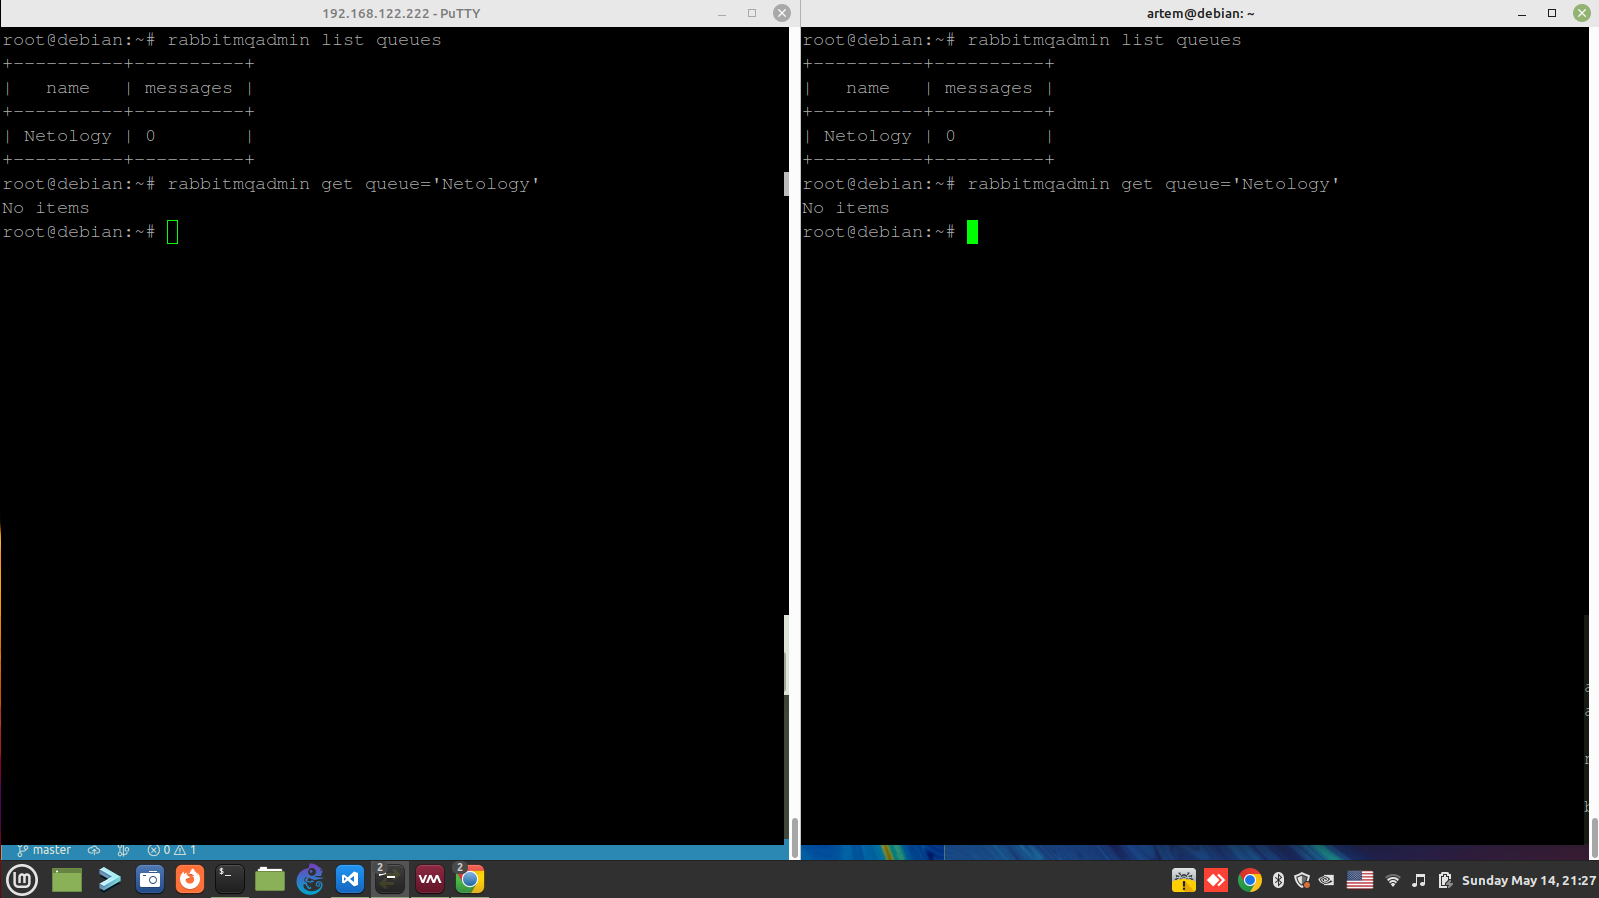 192.168.122.222 - PuTTY
root@debian:~# rabbitmqadmin list queues
+----------+----------+
|   name   | messages |
+----------+----------+
| Netology | 0        |
+----------+----------+
root@debian:~# rabbitmqadmin get queue='Netology'
No items
root@debian:~#
artem@debian: ~
root@debian:~# rabbitmqadmin list queues
+----------+----------+
|   name   | messages |
+----------+----------+
| Netology | 0        |
+----------+----------+
root@debian:~# rabbitmqadmin get queue='Netology'
No items
root@debian:~#
master 0 1
2 2 Sunday May 14, 21:27